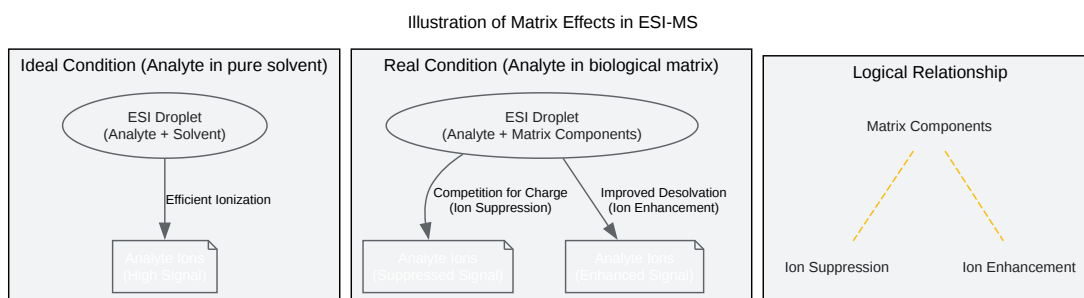 Illustration of Matrix Effects in ESI-MS
Ideal Condition (Analyte in pure solvent)
ESI Droplet
(Analyte + Solvent)
Efficient Ionization
Analyte Ions
(High Signal)
Real Condition (Analyte in biological matrix)
ESI Droplet
(Analyte + Matrix Components)
Competition for Charge
(Ion Suppression)
Improved Desolvation
(Ion Enhancement)
Analyte Ions
(Suppressed Signal)
Analyte Ions
(Enhanced Signal)
Logical Relationship
Matrix Components
Ion Suppression
Ion Enhancement